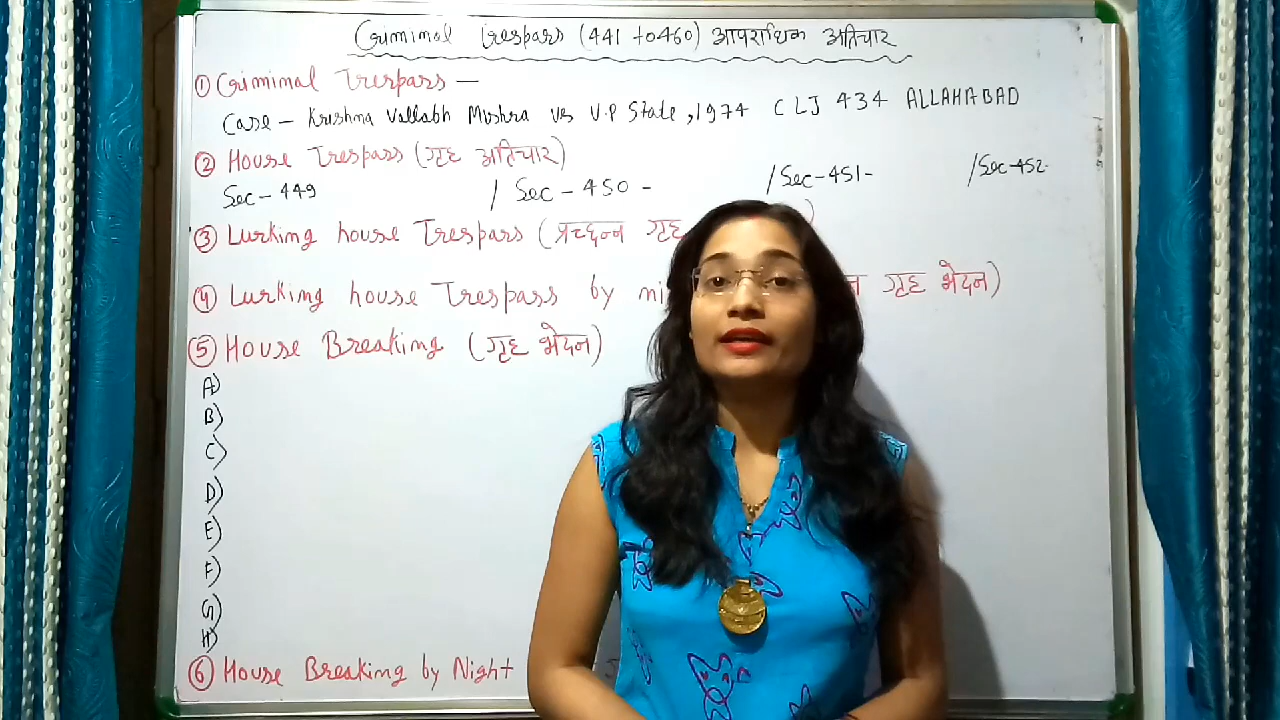 Criminal Trespass (441 to 460) आपराधिक अतिचार
① Criminal Trespass —
Case - Krishna Vallabh Mishra vs U.P State, 1974 CLJ 434 ALLAHABAD
② House Trespass (गृह अतिचार)
Sec - 449 / Sec - 450 - / Sec - 451 - / Sec - 452 -
③ Lurking house Trespass (प्रच्छन्न गृह )
④ Lurking house Trespass by गृह भेदन)
⑤ House Breaking (गृह भेदन)
A)
B)
C)
D)
E)
F)
G)
H)
⑥ House Breaking by Night